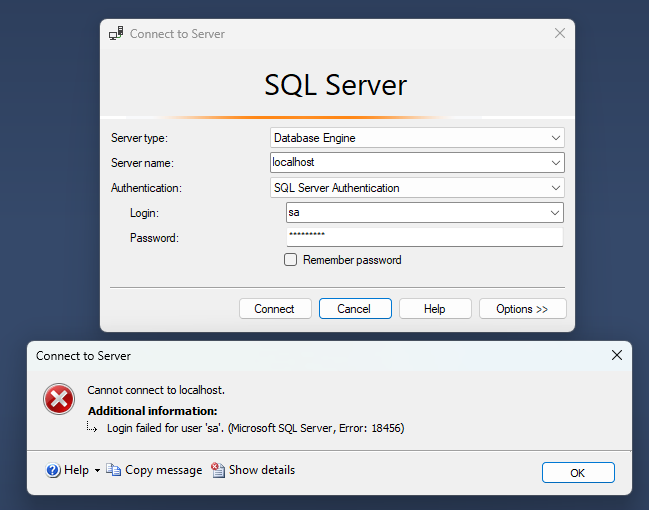 Connect to Server
SQL Server
Server type: Database Engine
Server name: localhost
Authentication: SQL Server Authentication
Login: sa
Password: *********
Remember password
Connect Cancel Help Options >>
Connect to Server
Cannot connect to localhost.
Additional information:
Login failed for user 'sa'. (Microsoft SQL Server, Error: 18456)
Help Copy message Show details OK